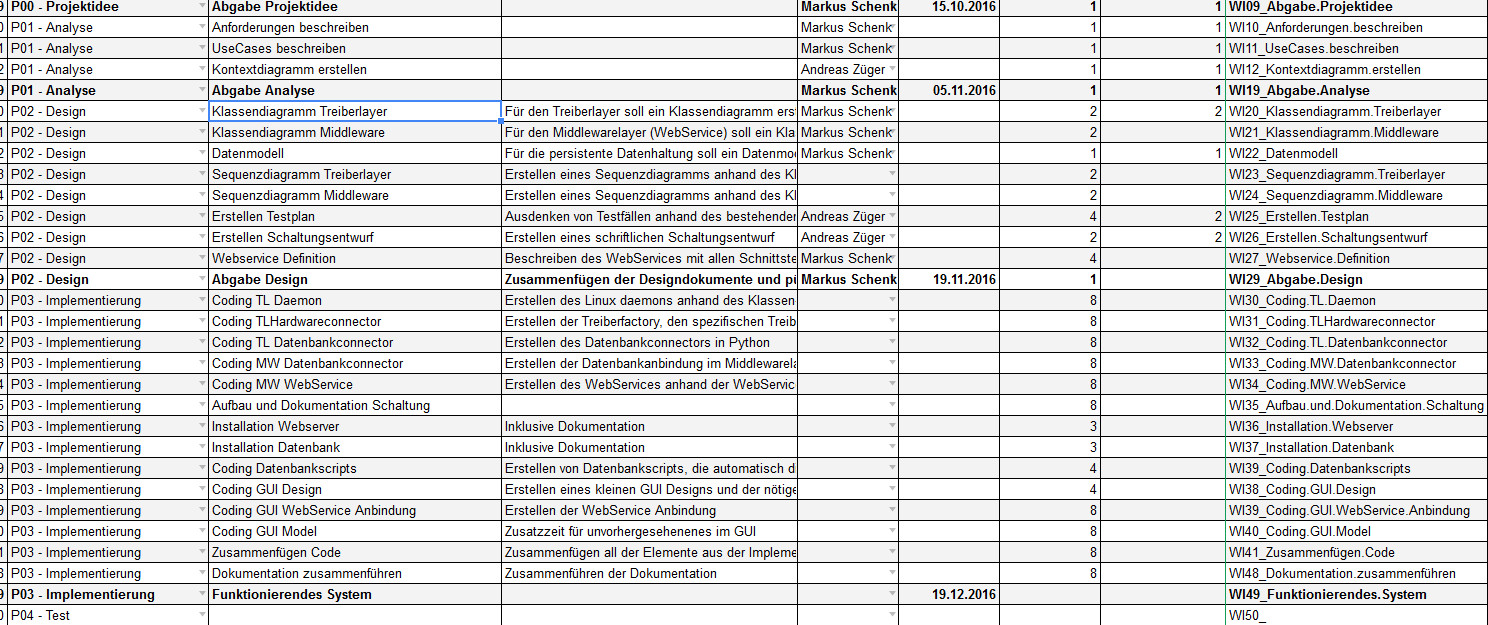 9 P00 - Projektidee Abgabe Projektidee Markus Schenk 15.10.2016 1 1 WI09_Abgabe.Projektidee
0 P01 - Analyse Anforderungen beschreiben Markus Schenk 1 1 WI10_Anforderungen.beschreiben
1 P01 - Analyse UseCases beschreiben Markus Schenk 1 1 WI11_UseCases.beschreiben
2 P01 - Analyse Kontextdiagramm erstellen Andreas Züger 1 1 WI12_Kontextdiagramm.erstellen
9 P01 - Analyse Abgabe Analyse Markus Schenk 05.11.2016 1 1 WI19_Abgabe.Analyse
0 P02 - Design Klassendiagramm Treiberlayer Für den Treiberlayer soll ein Klassendiagramm ers Markus Schenk 2 2 WI20_Klassendiagramm.Treiberlayer
1 P02 - Design Klassendiagramm Middleware Für den Middlewarelayer (WebService) soll ein Kla Markus Schenk 2 WI21_Klassendiagramm.Middleware
2 P02 - Design Datenmodell Für die persistente Datenhaltung soll ein Datenmo Markus Schenk 1 1 WI22_Datenmodell
3 P02 - Design Sequenzdiagramm Treiberlayer Erstellen eines Sequenzdiagramms anhand des Kl 2 WI23_Sequenzdiagramm.Treiberlayer
4 P02 - Design Sequenzdiagramm Middleware Erstellen eines Sequenzdiagramms anhand des Kl 2 WI24_Sequenzdiagramm.Middleware
5 P02 - Design Erstellen Testplan Ausdenken von Testfällen anhand des bestehender Andreas Züger 4 2 WI25_Erstellen.Testplan
6 P02 - Design Erstellen Schaltungsentwurf Erstellen eines schriftlichen Schaltungsentwurf Andreas Züger 2 2 WI26_Erstellen.Schaltungsentwurf
7 P02 - Design Webservice Definition Beschreiben des WebServices mit allen Schnittste Markus Schenk 4 WI27_Webservice.Definition
9 P02 - Design Abgabe Design Zusammenfügen der Designdokumente und pü Markus Schenk 19.11.2016 1 WI29_Abgabe.Design
0 P03 - Implementierung Coding TL Daemon Erstellen des Linux daemons anhand des Klassen 8 WI30_Coding.TL.Daemon
1 P03 - Implementierung Coding TLHardwareconnector Erstellen der Treiberfactory, den spezifischen Treib 8 WI31_Coding.TLHardwareconnector
2 P03 - Implementierung Coding TL Datenbankconnector Erstellen des Datenbankconnectors in Python 8 WI32_Coding.TL.Datenbankconnector
3 P03 - Implementierung Coding MW Datenbankconnector Erstellen der Datenbankanbindung im Middlewarela 8 WI33_Coding.MW.Datenbankconnector
4 P03 - Implementierung Coding MW WebService Erstellen des WebServices anhand der WebServic 8 WI34_Coding.MW.WebService
5 P03 - Implementierung Aufbau und Dokumentation Schaltung 8 WI35_Aufbau.und.Dokumentation.Schaltung
6 P03 - Implementierung Installation Webserver Inklusive Dokumentation 3 WI36_Installation.Webserver
7 P03 - Implementierung Installation Datenbank Inklusive Dokumentation 3 WI37_Installation.Datenbank
9 P03 - Implementierung Coding Datenbankscripts Erstellen von Datenbankscripts, die automatisch d 4 WI39_Coding.Datenbankscripts
8 P03 - Implementierung Coding GUI Design Erstellen eines kleinen GUI Designs und der nötige 4 WI38_Coding.GUI.Design
9 P03 - Implementierung Coding GUI WebService Anbindung Erstellen der WebService Anbindung 8 WI39_Coding.GUI.WebService.Anbindung
0 P03 - Implementierung Coding GUI Model Zusatzzeit für unvorhergesehenenes im GUI 8 WI40_Coding.GUI.Model
1 P03 - Implementierung Zusammenfügen Code Zusammenfügen all der Elemente aus der Impleme 8 WI41_Zusammenfügen.Code
8 P03 - Implementierung Dokumentation zusammenführen Zusammenführen der Dokumentation 8 WI48_Dokumentation.zusammenführen
9 P03 - Implementierung Funktionierendes System 19.12.2016 WI49_Funktionierendes.System
0 P04 - Test WI50_